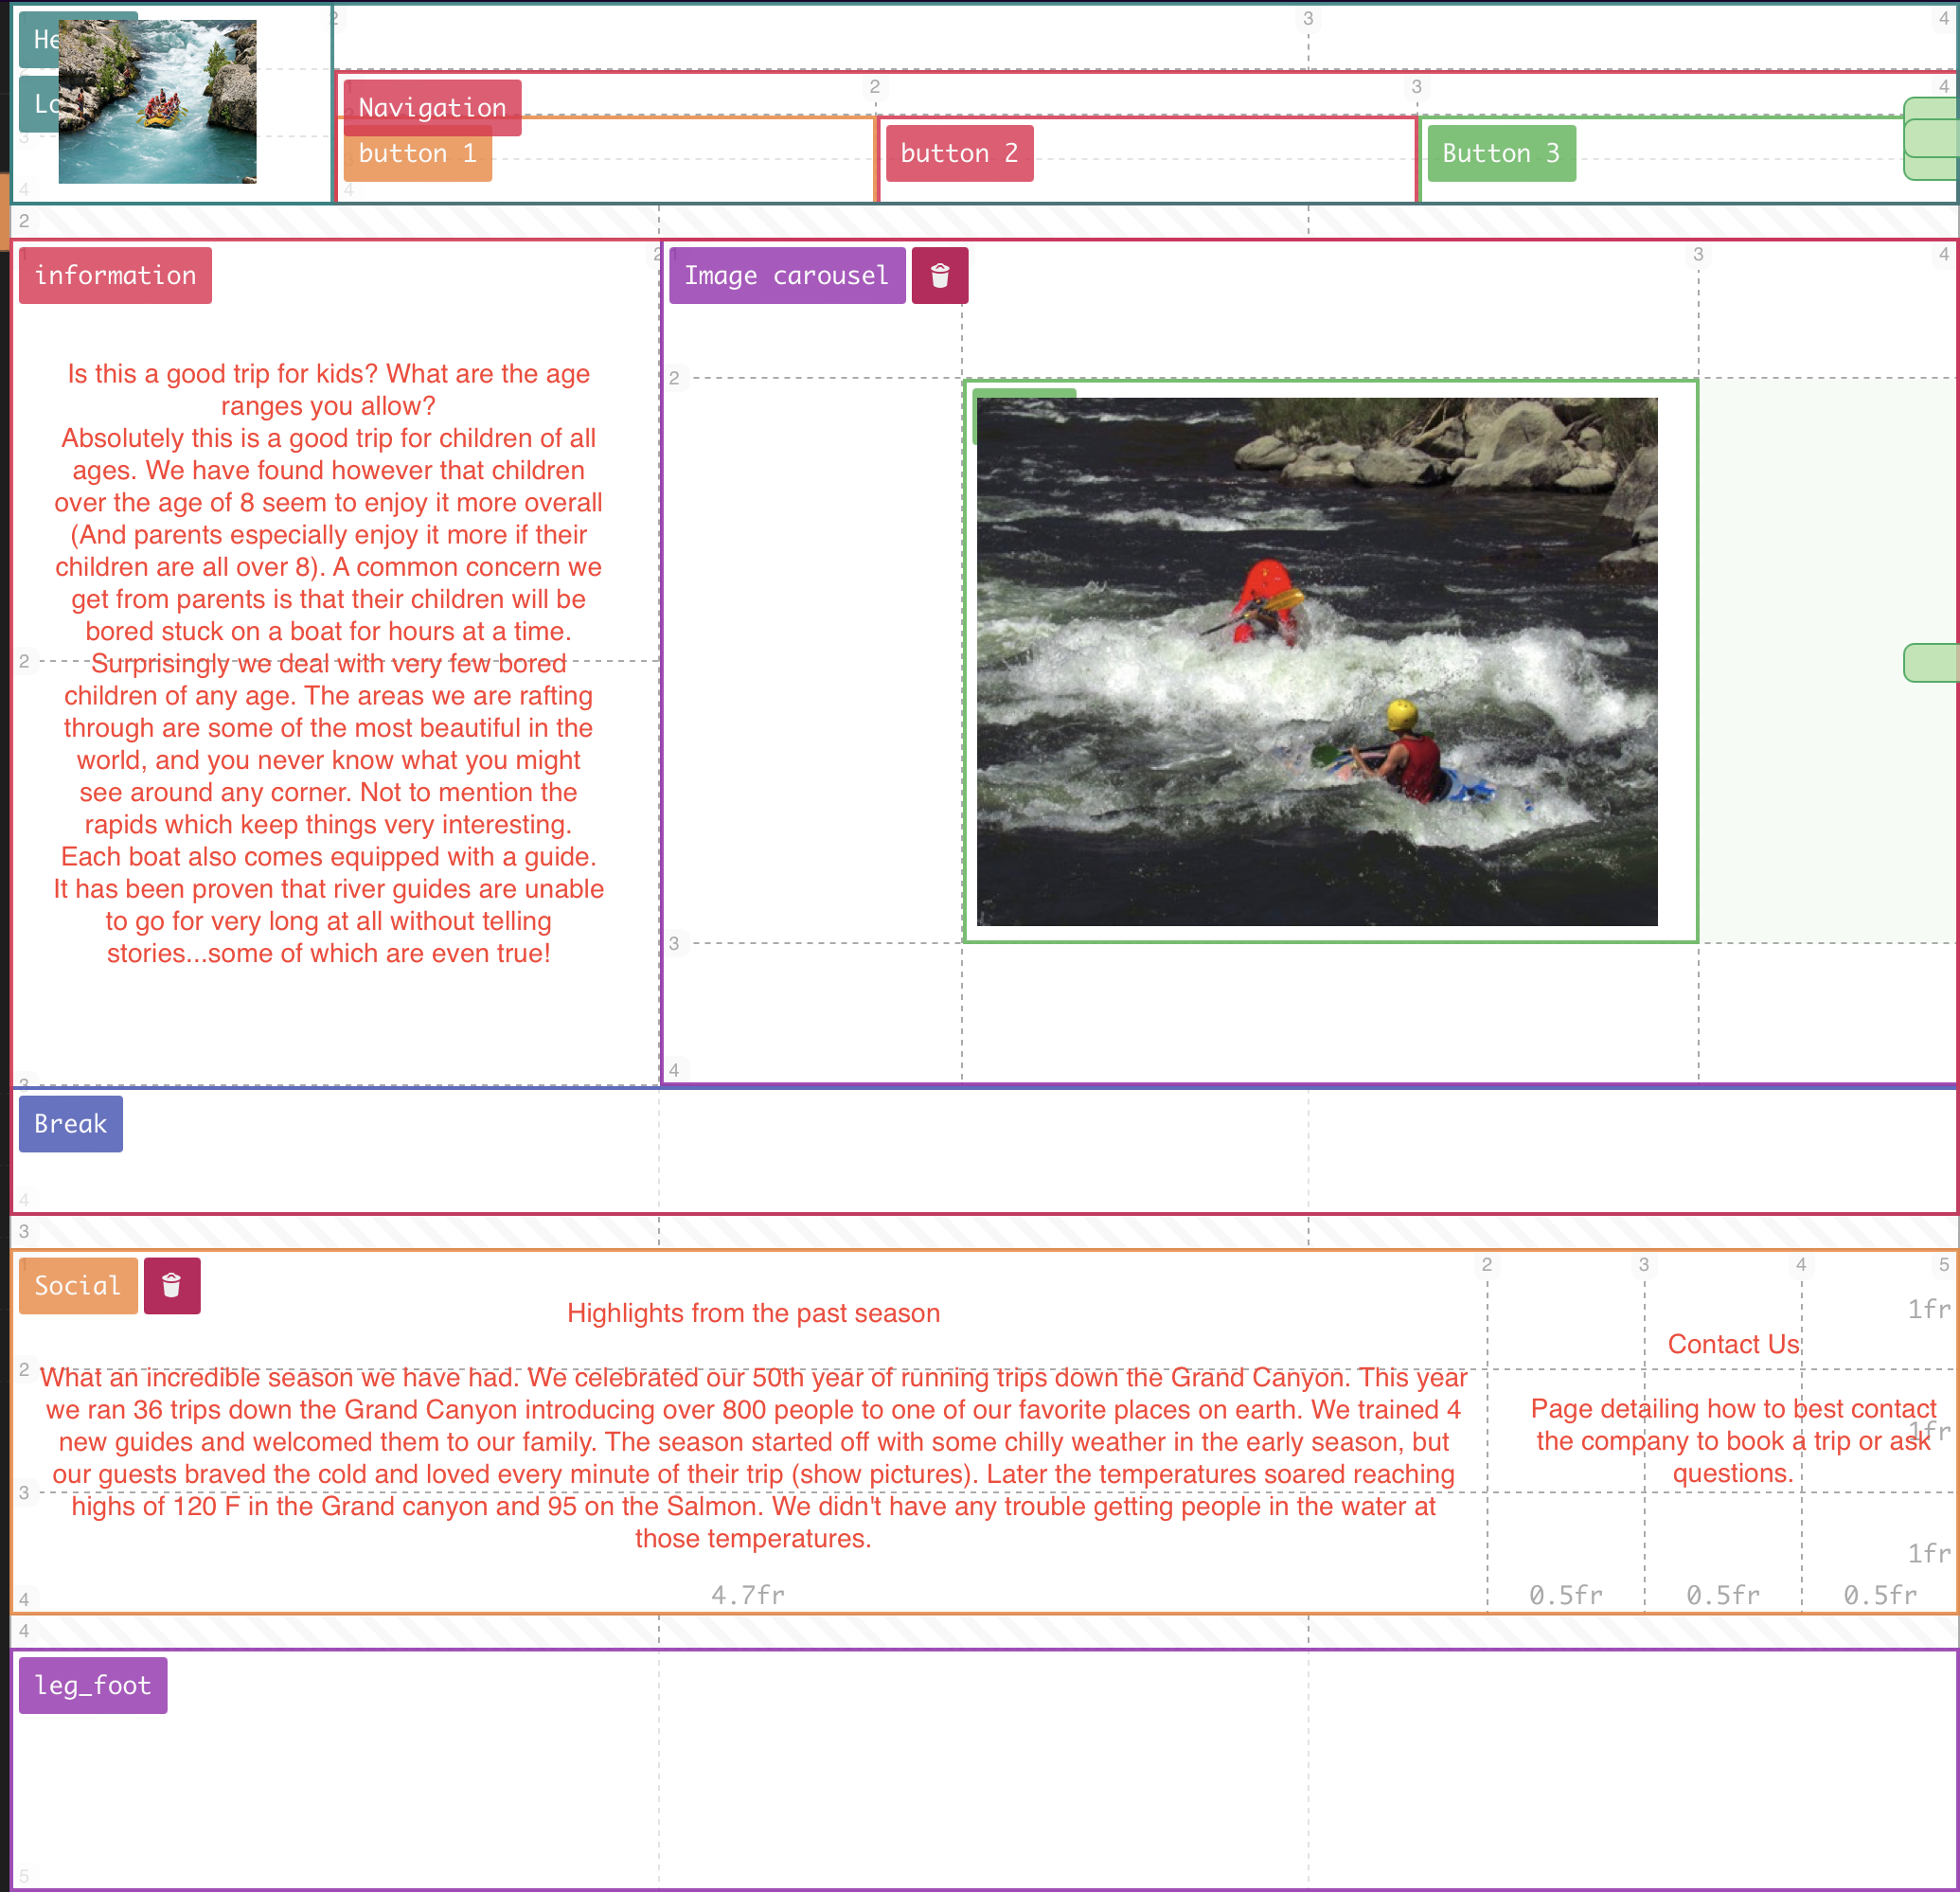 2
3
4
He
Lo
3
4
1
2
3
4
Navigation
button 1
button 2
Button 3
4
2
information
2
1
Image carousel
3
4
Is this a good trip for kids? What are the age
ranges you allow?
Absolutely this is a good trip for children of all
ages. We have found however that children
over the age of 8 seem to enjoy it more overall
(And parents especially enjoy it more if their
children are all over 8). A common concern we
get from parents is that their children will be
bored stuck on a boat for hours at a time.
Surprisingly we deal with very few bored
children of any age. The areas we are rafting
through are some of the most beautiful in the
world, and you never know what you might
see around any corner. Not to mention the
rapids which keep things very interesting.
Each boat also comes equipped with a guide.
It has been proven that river guides are unable
to go for very long at all without telling
stories...some of which are even true!
2
3
2
3
4
Break
4
3
Social
2
3
4
5
Highlights from the past season
1fr
Contact Us
2
What an incredible season we have had. We celebrated our 50th year of running trips down the Grand Canyon. This year
we ran 36 trips down the Grand Canyon introducing over 800 people to one of our favorite places on earth. We trained 4
new guides and welcomed them to our family. The season started off with some chilly weather in the early season, but
our guests braved the cold and loved every minute of their trip (show pictures). Later the temperatures soared reaching
highs of 120 F in the Grand canyon and 95 on the Salmon. We didn't have any trouble getting people in the water at
those temperatures.
Page detailing how to best contact
the company to book a trip or ask
questions.
1fr
3
1fr
4
4.7fr
0.5fr
0.5fr
0.5fr
4
leg_foot
5